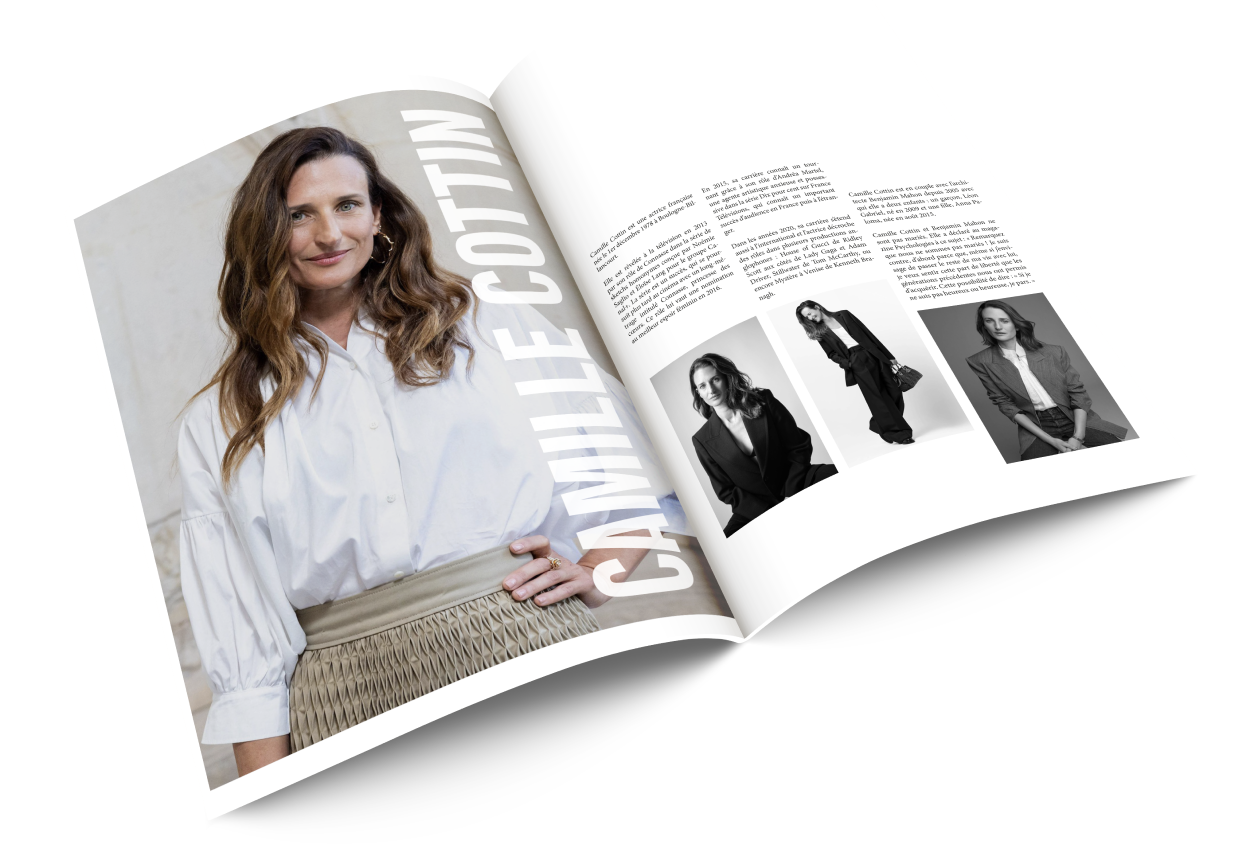 CAMILLE COTTIN
Camille Cottin est une actrice française
née le 1er décembre 1978 à Boulogne-Bil-
lancourt.
Elle est révélée à la télévision en 2013
par son rôle de Connasse dans la série de
sketchs homonymes conçue par Noémie
Saglio et Eloïse Lang pour le groupe Ca-
nal+. La série est un succès, qui se pour-
suit plus tard au cinéma avec un long mé-
trage intitulé Connasse, princesse des
cœurs. Ce rôle lui vaut une nomination
au meilleur espoir féminin en 2016.
En 2015, sa carrière connaît un tour-
nant grâce à son rôle d'Andréa Martel,
une agente artistique anxieuse et posses-
sive dans la série Dix pour cent sur France
Télévisions, qui connaît un important
succès d'audience en France puis à l'étran-
ger.
Dans les années 2020, sa carrière s'étend
aussi à l'international et l'actrice décroche
des rôles dans plusieurs productions an-
glophones : House of Gucci de Ridley
Scott aux côtés de Lady Gaga et Adam
Driver, Stillwater de Tom McCarthy, ou
encore Mystère à Venise de Kenneth Bra-
nagh.
Camille Cottin est en couple avec l'archi-
tecte Benjamin Mahon depuis 2005 avec
qui elle a deux enfants : un garçon, Léon
Gabriel, né en 2009 et une fille, Anna Pa-
loma, née en août 2015.
Camille Cottin et Benjamin Mahon ne
sont pas mariés. Elle a déclaré au maga-
zine Psychologies à ce sujet : « Remarquez
que nous ne sommes pas mariés ! Je suis
contre, d'abord parce que, même si j'envi-
sage de passer le reste de ma vie avec lui,
je veux sentir cette part de liberté que les
générations précédentes nous ont permis
d'acquérir. Cette possibilité de dire : « Si je
ne suis pas heureux ou heureuse, je pars. »